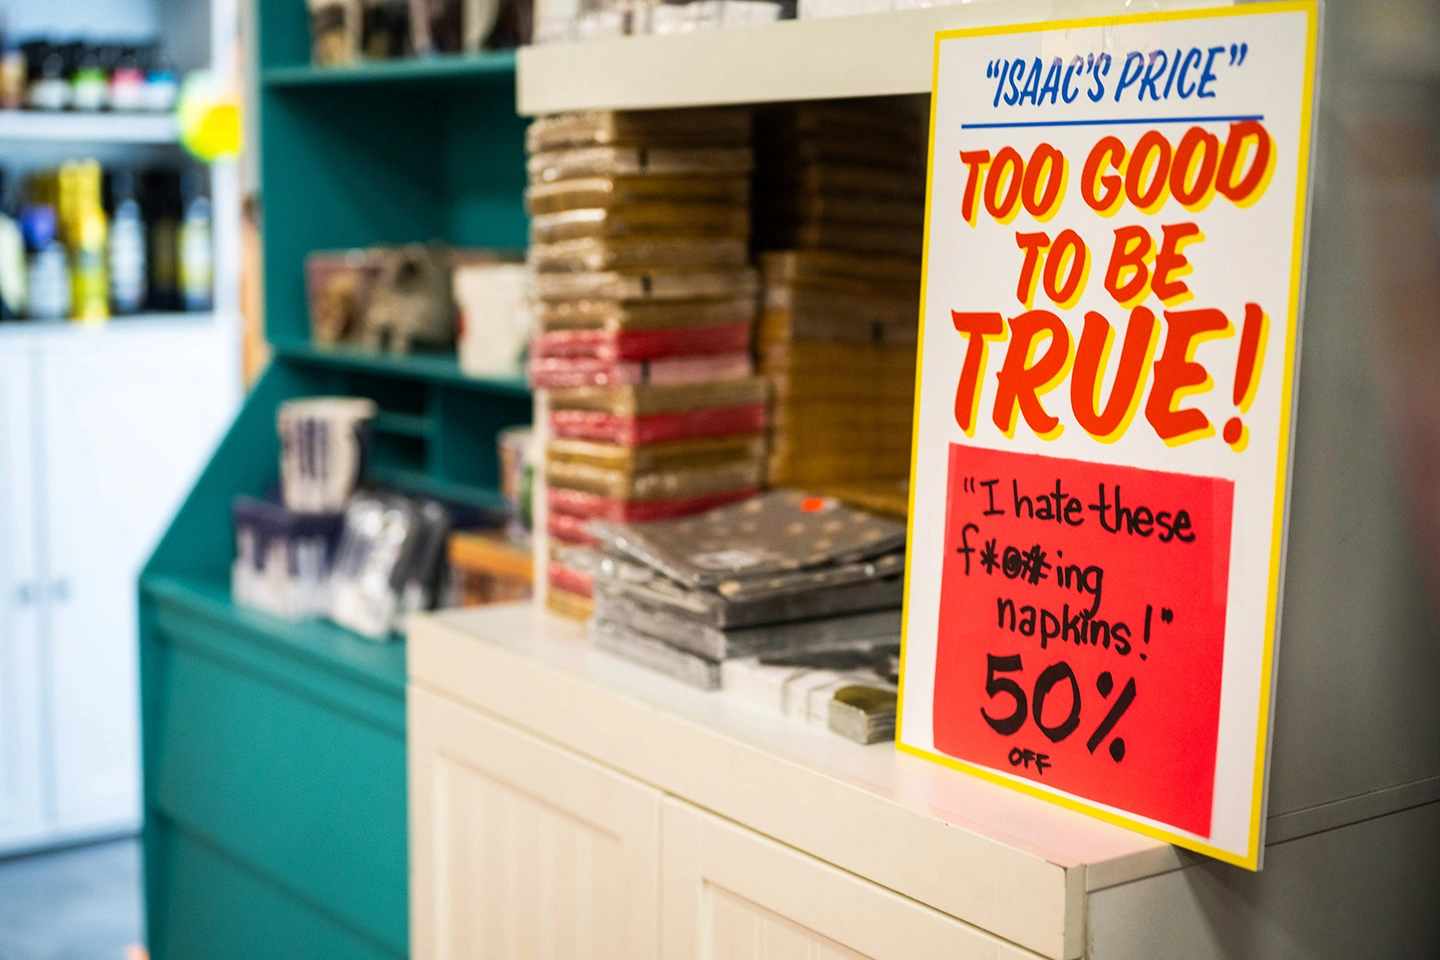 "ISAAC'S PRICE"
TOO GOOD
TO BE
TRUE!
"I hate these
f*@#ing
napkins!"
50%
OFF